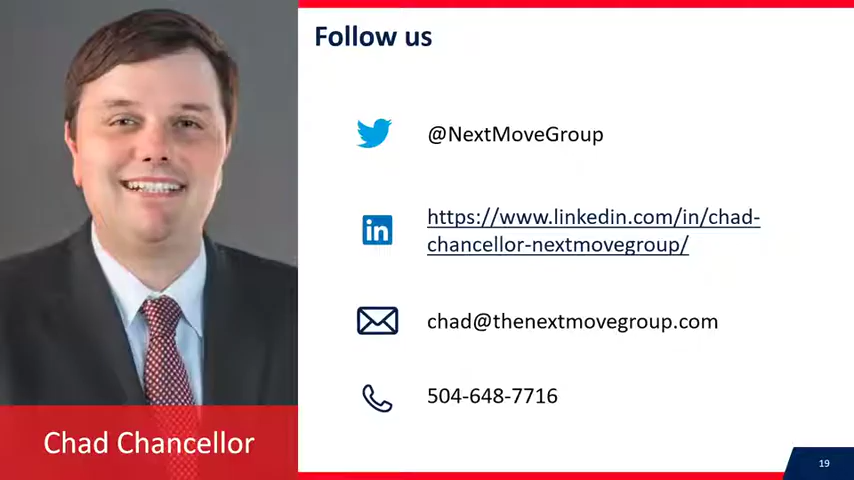 Follow us
@NextMoveGroup
https://www.linkedin.com/in/chad-
chancellor-nextmovegroup/
chad@thenextmovegroup.com
504-648-7716
Chad Chancellor
19